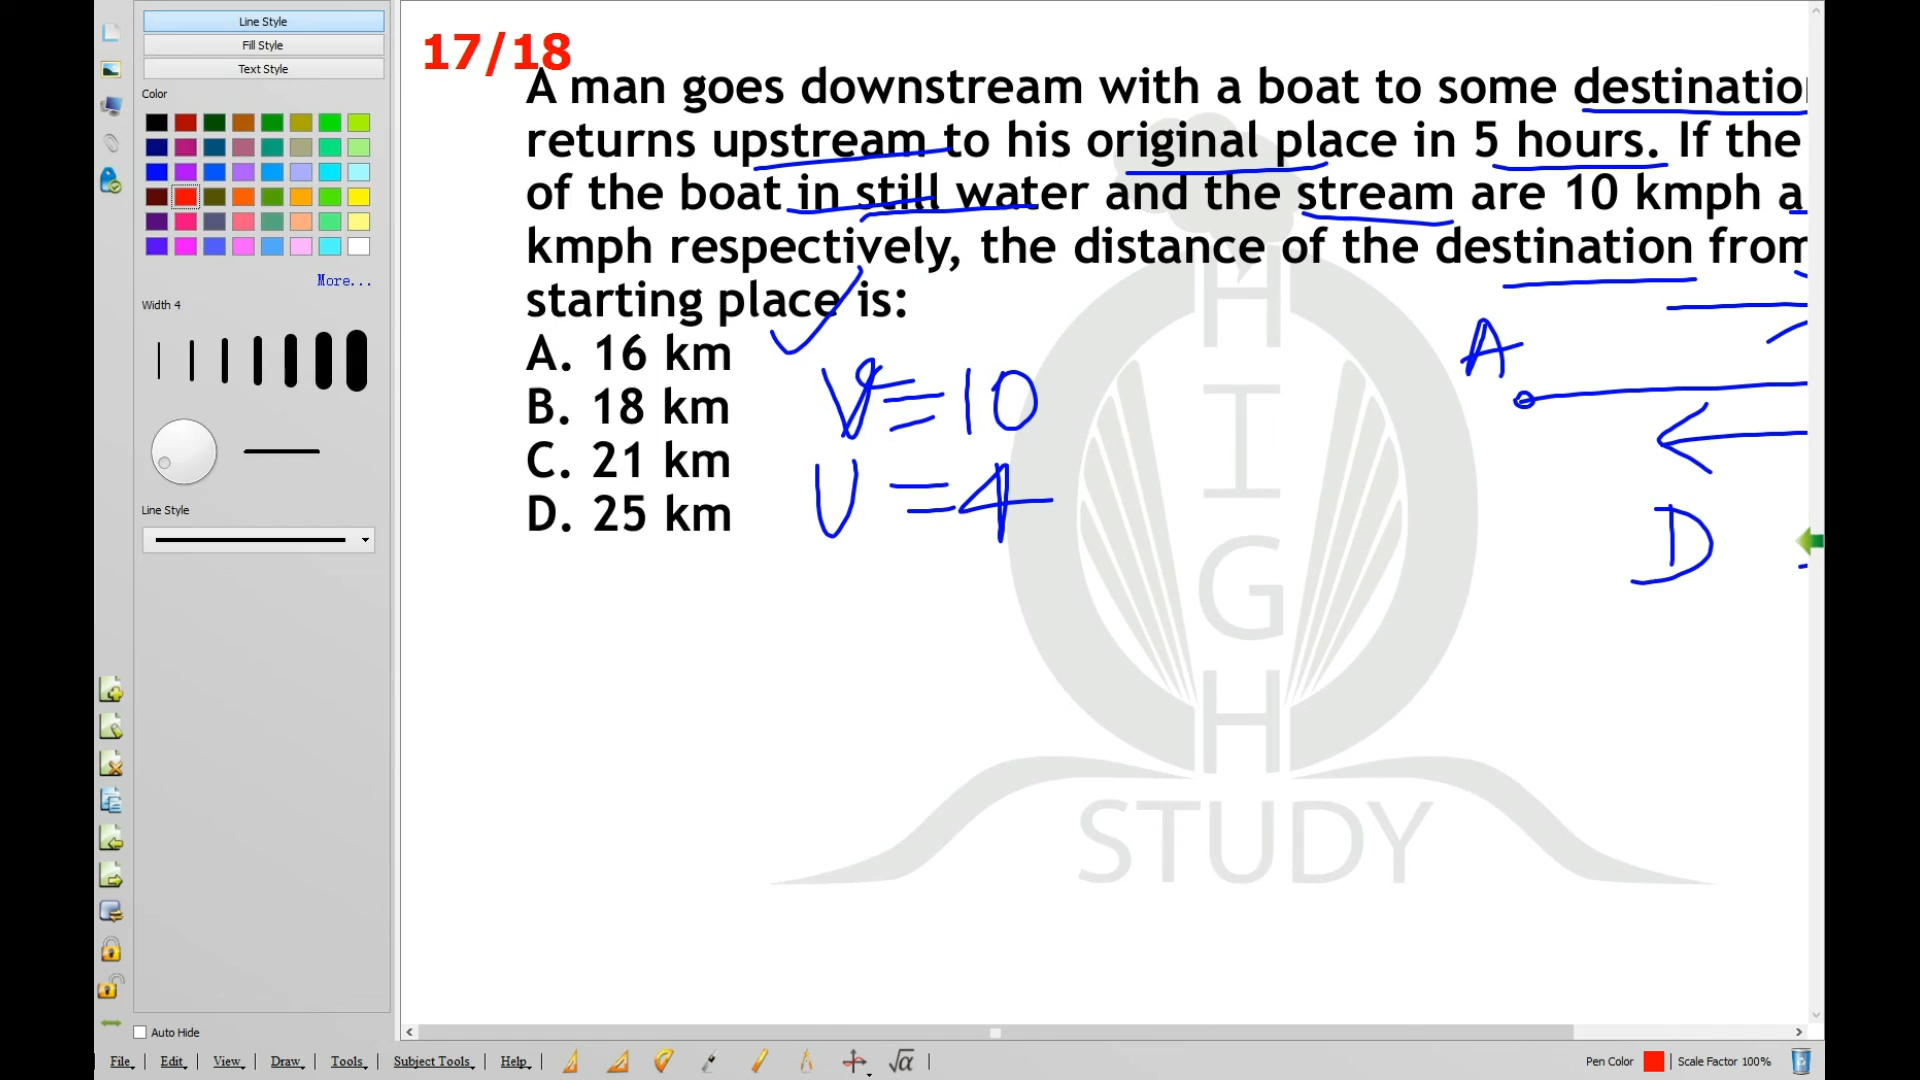 Line Style
Fill Style
Text Style
Color
More...
Width 4
Line Style
Auto Hide
17/18
A man goes downstream with a boat to some destinatio
returns upstream to his original place in 5 hours. If the
of the boat in still water and the stream are 10 kmph a
kmph respectively, the distance of the destination from
starting place is:
A. 16 km
B. 18 km
C. 21 km
D. 25 km
V=10
U=4
A
D
HIGH
STUDY
File
Edit
View
Draw
Tools
Subject Tools
Help
Pen Color
Scale Factor 100%